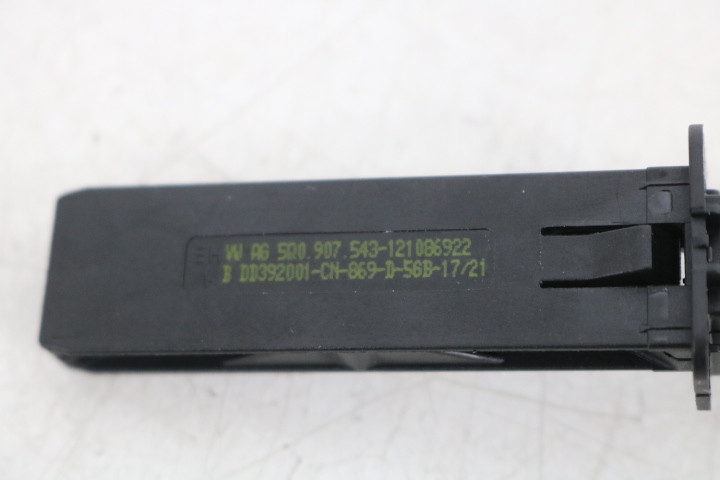 VW AG 5Q0.907.543-121086922
B DD392001-CN-869-D-56B-17/21